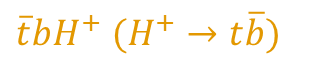 t̄bH⁺ (H⁺ → tb̄)